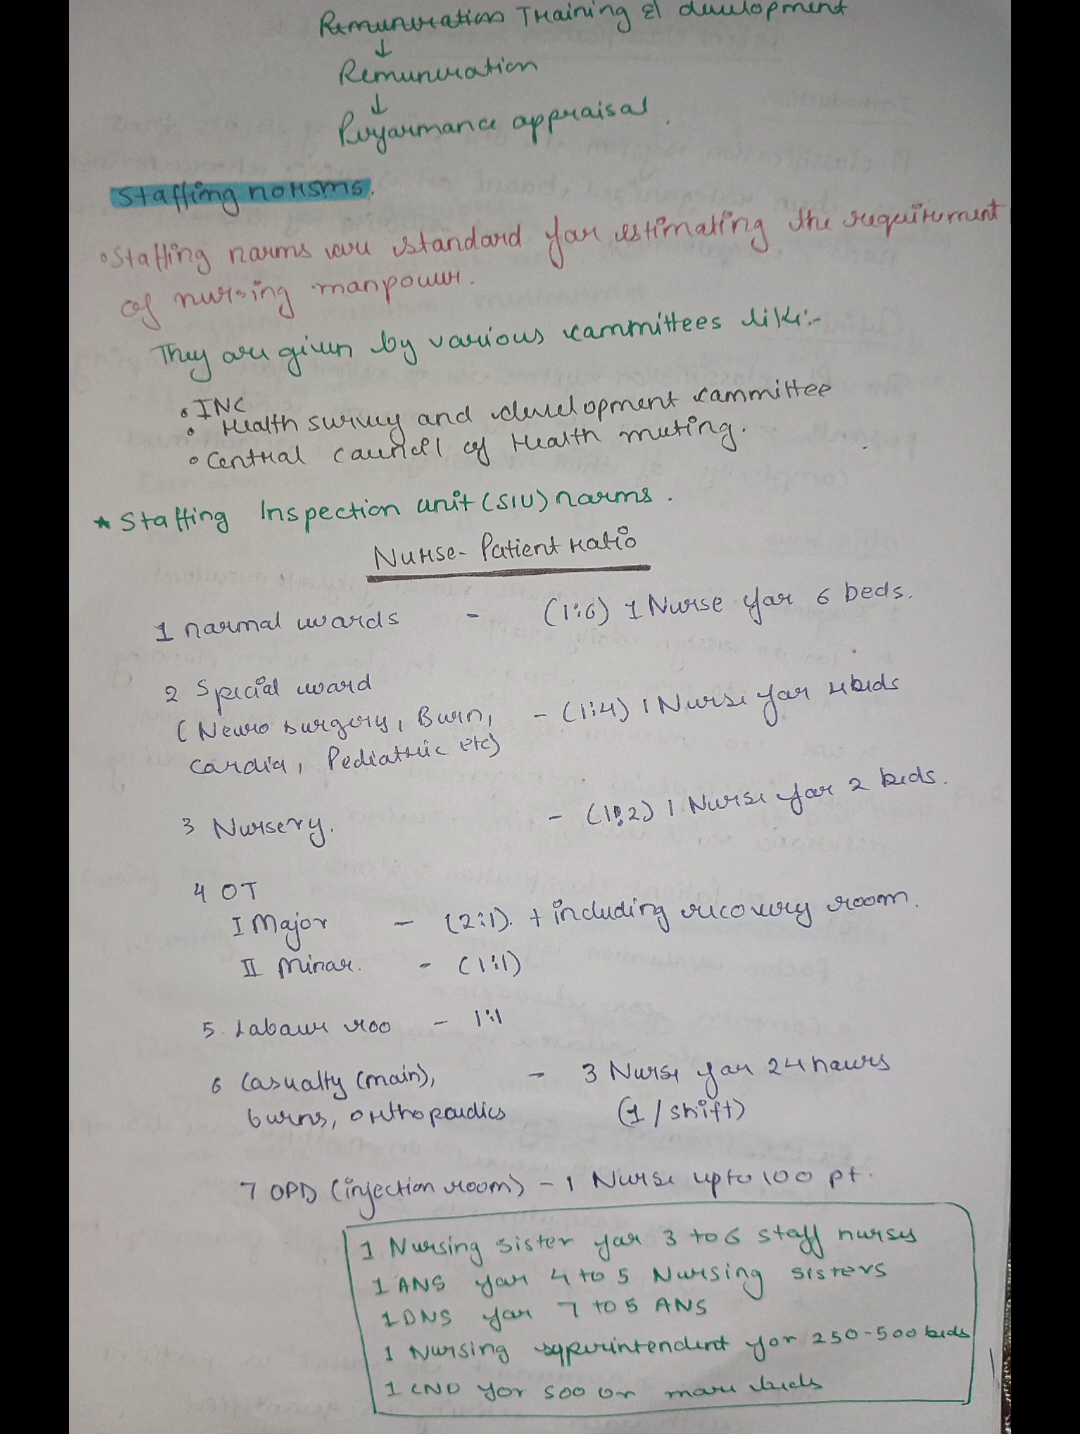 Remuneration Training & development
↓
Remuneration
↓
Performance appraisal.
Staffing norms.
• Staffing norms are standard for estimating the requirement
of nursing manpower.
They are given by various committees like:-
• INC
• Health survey and development committee
• Central council of Health meeting.
* Staffing Inspection unit (SIU) norms.
Nurse-Patient ratio
1 normal wards - (1:6) 1 Nurse for 6 beds.
2 Special ward
(Neuro surgery, Burn, - (1:4) 1 Nurse for 4 beds
cardia, Pediatric etc)
3 Nursery. - (1:2) 1 Nurse for 2 beds.
4 OT
I Major - (2:1). + including recovery room.
II Minor. - (1:1)
5. Labour roo - 1:1
6 Casualty (main), - 3 Nurse for 24 hours
burns, orthopaedics (1/shift)
7 OPD (injection room) - 1 Nurse upto 100 pt.
1 Nursing sister for 3 to 6 staff nurses
1 ANS for 4 to 5 Nursing sisters
1 DNS for 7 to 5 ANS
1 Nursing superintendent for 250-500 beds
1 CNO for 500 or more beds